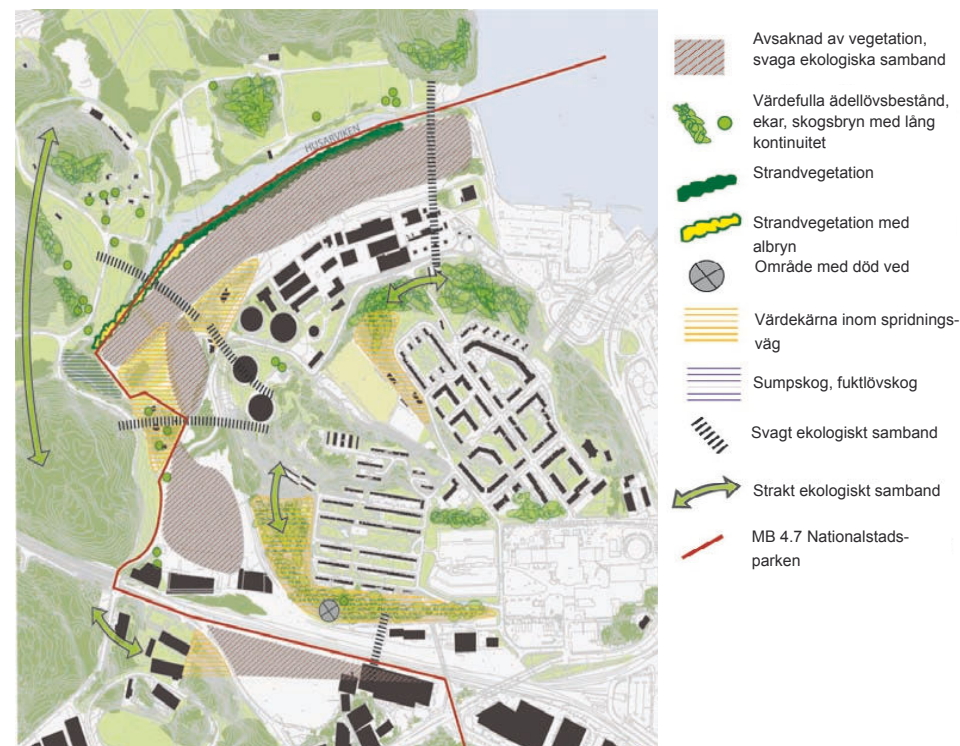 HUSARVIKEN
Avsaknad av vegetation,
svaga ekologiska samband
Värdefulla ädellövsbestånd,
ekar, skogsbryn med lång
kontinuitet
Strandvegetation
Strandvegetation med
albryn
Område med död ved
Värdekärna inom spridnings-
väg
Sumpskog, fuktlövskog
Svagt ekologiskt samband
Strakt ekologiskt samband
MB 4.7 Nationalstads-
parken